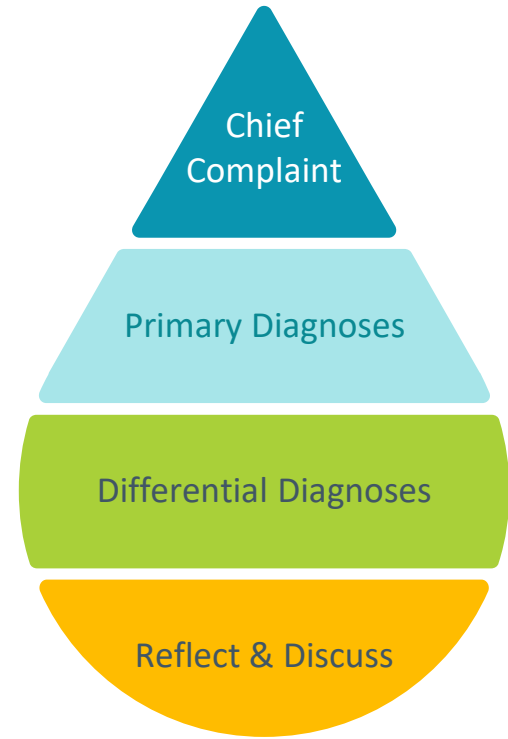 Chief
Complaint
Primary Diagnoses
Differential Diagnoses
Reflect & Discuss